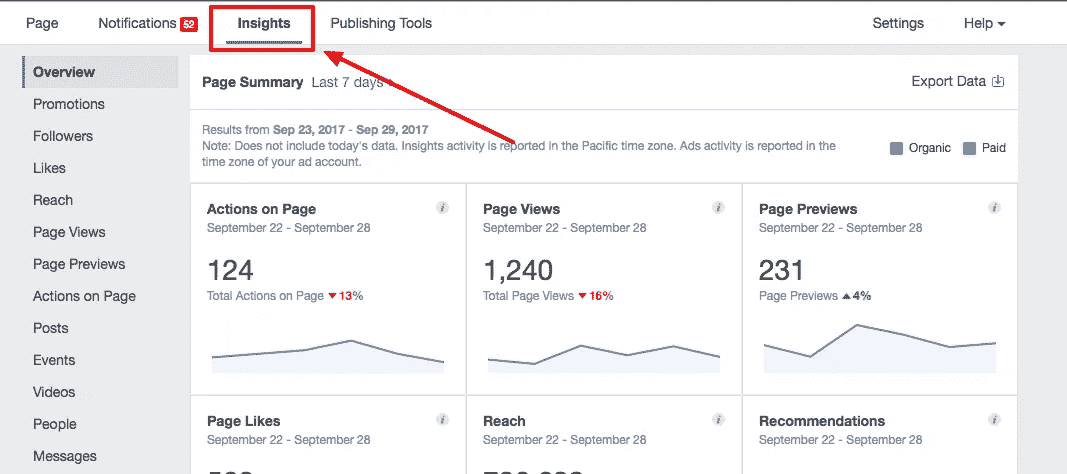 Page Notifications 52 Insights Publishing Tools Settings Help
Overview
Promotions
Followers
Likes
Reach
Page Views
Page Previews
Actions on Page
Posts
Events
Videos
People
Messages
Page Summary Last 7 days Export Data
Results from Sep 23, 2017 - Sep 29, 2017
Note: Does not include today's data. Insights activity is reported in the Pacific time zone. Ads activity is reported in the
time zone of your ad account.
Organic Paid
Actions on Page
September 22 - September 28
124
Total Actions on Page 13%
Page Views
September 22 - September 28
1,240
Total Page Views 16%
Page Previews
September 22 - September 28
231
Page Previews 4%
Page Likes
September 22 - September 28
Reach
September 22 - September 28
Recommendations
September 22 - September 28